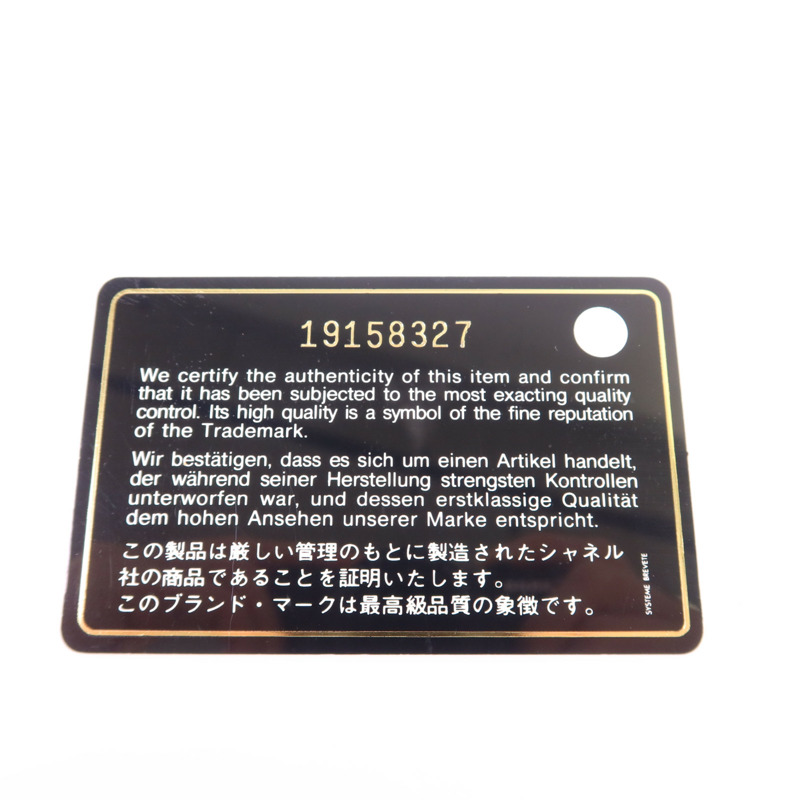 19158327
We certify the authenticity of this item and confirm
that it has been subjected to the most exacting quality
control. Its high quality is a symbol of the fine reputation
of the Trademark.
Wir bestätigen, dass es sich um einen Artikel handelt,
der während seiner Herstellung strengsten Kontrollen
unterworfen war, und dessen erstklassige Qualität
dem hohen Ansehen unserer Marke entspricht.
この製品は厳しい管理のもとに製造されたシャネル
社の商品であることを証明いたします。
このブランド・マークは最高級品質の象徴です。
SYSTEME BREVETE